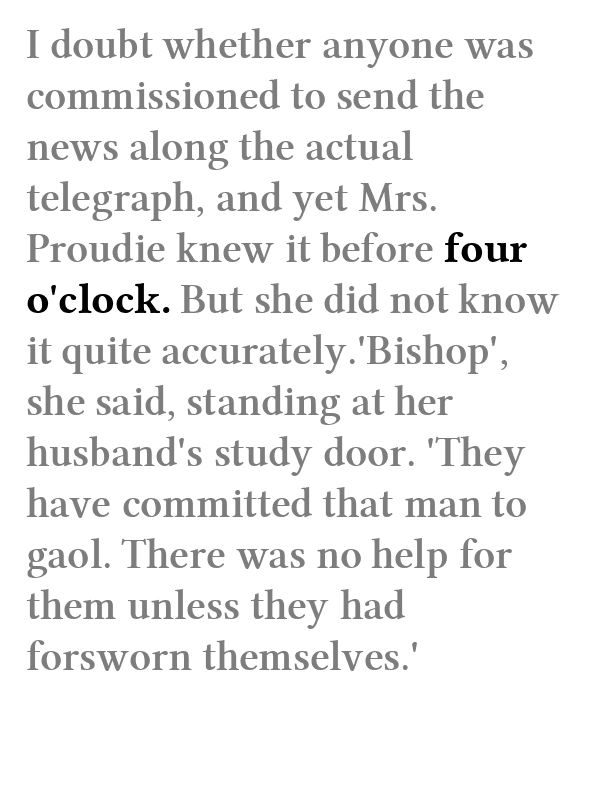 I doubt whether anyone was
commissioned to send the
news along the actual
telegraph, and yet Mrs.
Proudie knew it before four
o'clock. But she did not know
it quite accurately.'Bishop',
she said, standing at her
husband's study door. 'They
have committed that man to
gaol. There was no help for
them unless they had
forsworn themselves.'